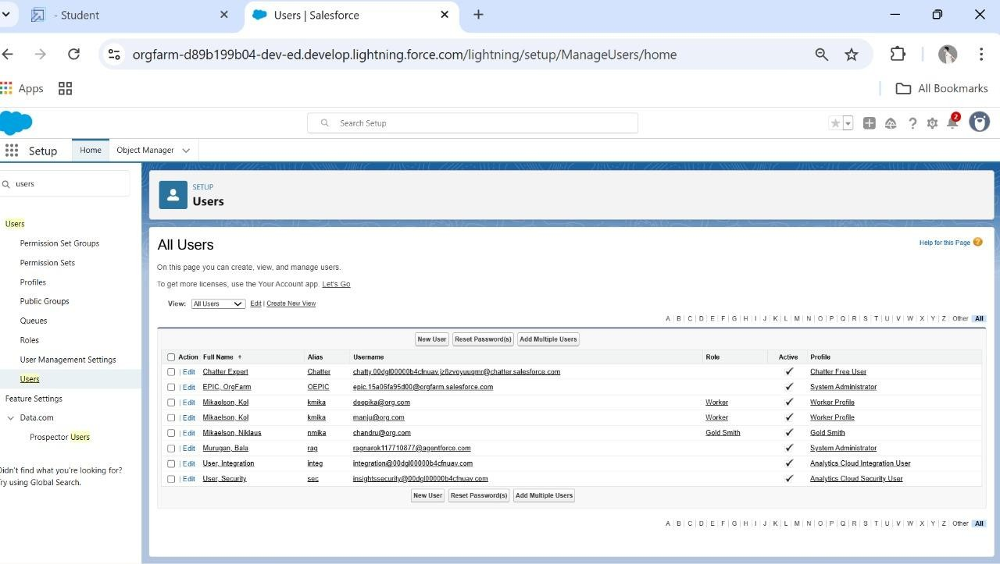 - Student
Users | Salesforce
orgfarm-d89b199b04-dev-ed.develop.lightning.force.com/lightning/setup/ManageUsers/home
Apps
All Bookmarks
Search Setup
2
Setup
Home
Object Manager
users
SETUP
Users
Users
Permission Set Groups
Permission Sets
Profiles
Public Groups
Queues
Roles
User Management Settings
Users
Feature Settings
Data.com
Prospector Users
Didn't find what you're looking for?
Try using Global Search.
All Users
Help for this Page
On this page you can create, view, and manage users.
To get more licenses, use the Your Account app. Let's Go
View: All Users Edit | Create New View
A | B | C | D | E | F | G | H | I | J | K | L | M | N | O | P | Q | R | S | T | U | V | W | X | Y | Z | Other All
New User Reset Password(s) Add Multiple Users
Action Full Name Alias Username Role Active Profile
| Edit Chatter Expert Chatter chatty.00dgl00000b4cfnuav.jz8zvoyuuqmr@chatter.salesforce.com ✓ Chatter Free User
| Edit EPIC, OrgFarm OEPIC epic.15a06fa95d00@orgfarm.salesforce.com ✓ System Administrator
| Edit Mikaelson, Kol kmika deepika@org.com Worker ✓ Worker Profile
| Edit Mikaelson, Kol kmika manju@org.com Worker ✓ Worker Profile
| Edit Mikaelson, Niklaus nmika chandru@org.com Gold Smith ✓ Gold Smith
| Edit Murugan, Bala rag ragnarok117710877@agentforce.com ✓ System Administrator
| Edit User, Integration integ integration@00dgl00000b4cfnuav.com ✓ Analytics Cloud Integration User
| Edit User, Security sec insightssecurity@00dgl00000b4cfnuav.com ✓ Analytics Cloud Security User
New User Reset Password(s) Add Multiple Users
A | B | C | D | E | F | G | H | I | J | K | L | M | N | O | P | Q | R | S | T | U | V | W | X | Y | Z | Other All